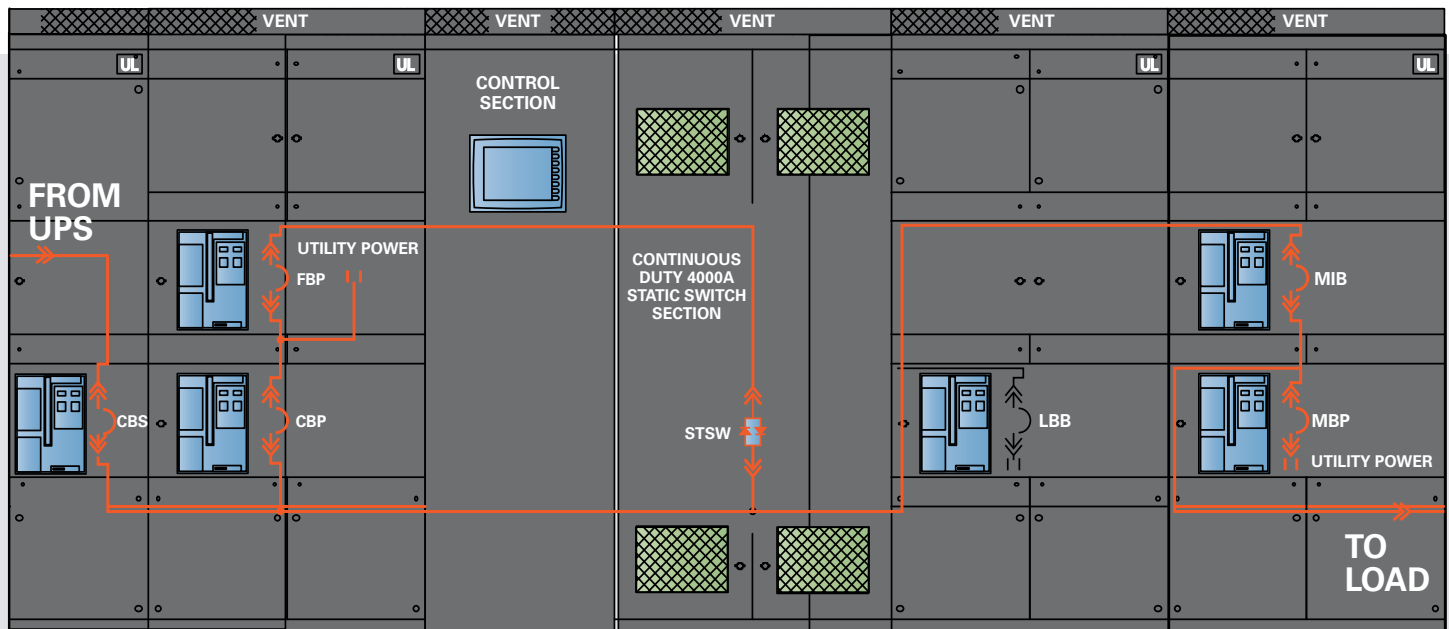 VENT
VENT
VENT
VENT
VENT
UL
UL
UL
UL
CONTROL
SECTION
FROM
UPS
UTILITY POWER
FBP
CONTINUOUS
DUTY 4000A
STATIC SWITCH
SECTION
MIB
CBS
CBP
STSW
LBB
MBP
UTILITY POWER
TO
LOAD